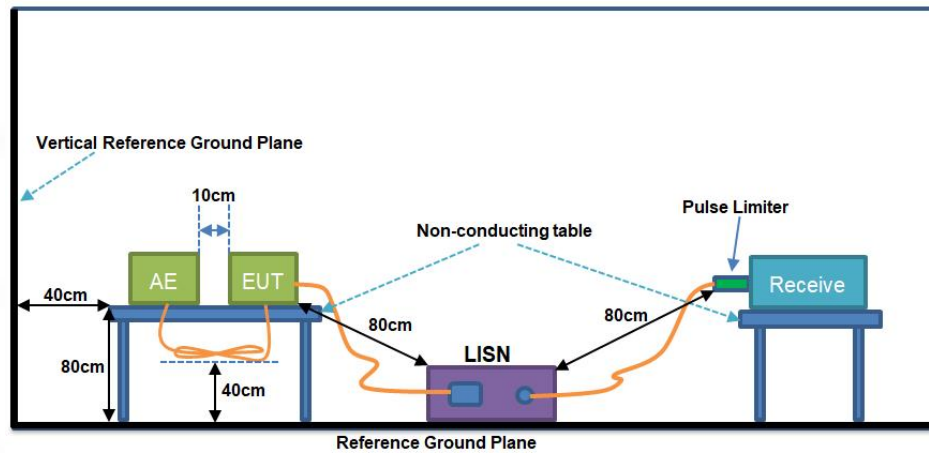 Vertical Reference Ground Plane
10cm
Pulse Limiter
Non-conducting table
AE
EUT
Receive
40cm
80cm
80cm
LISN
80cm
40cm
Reference Ground Plane